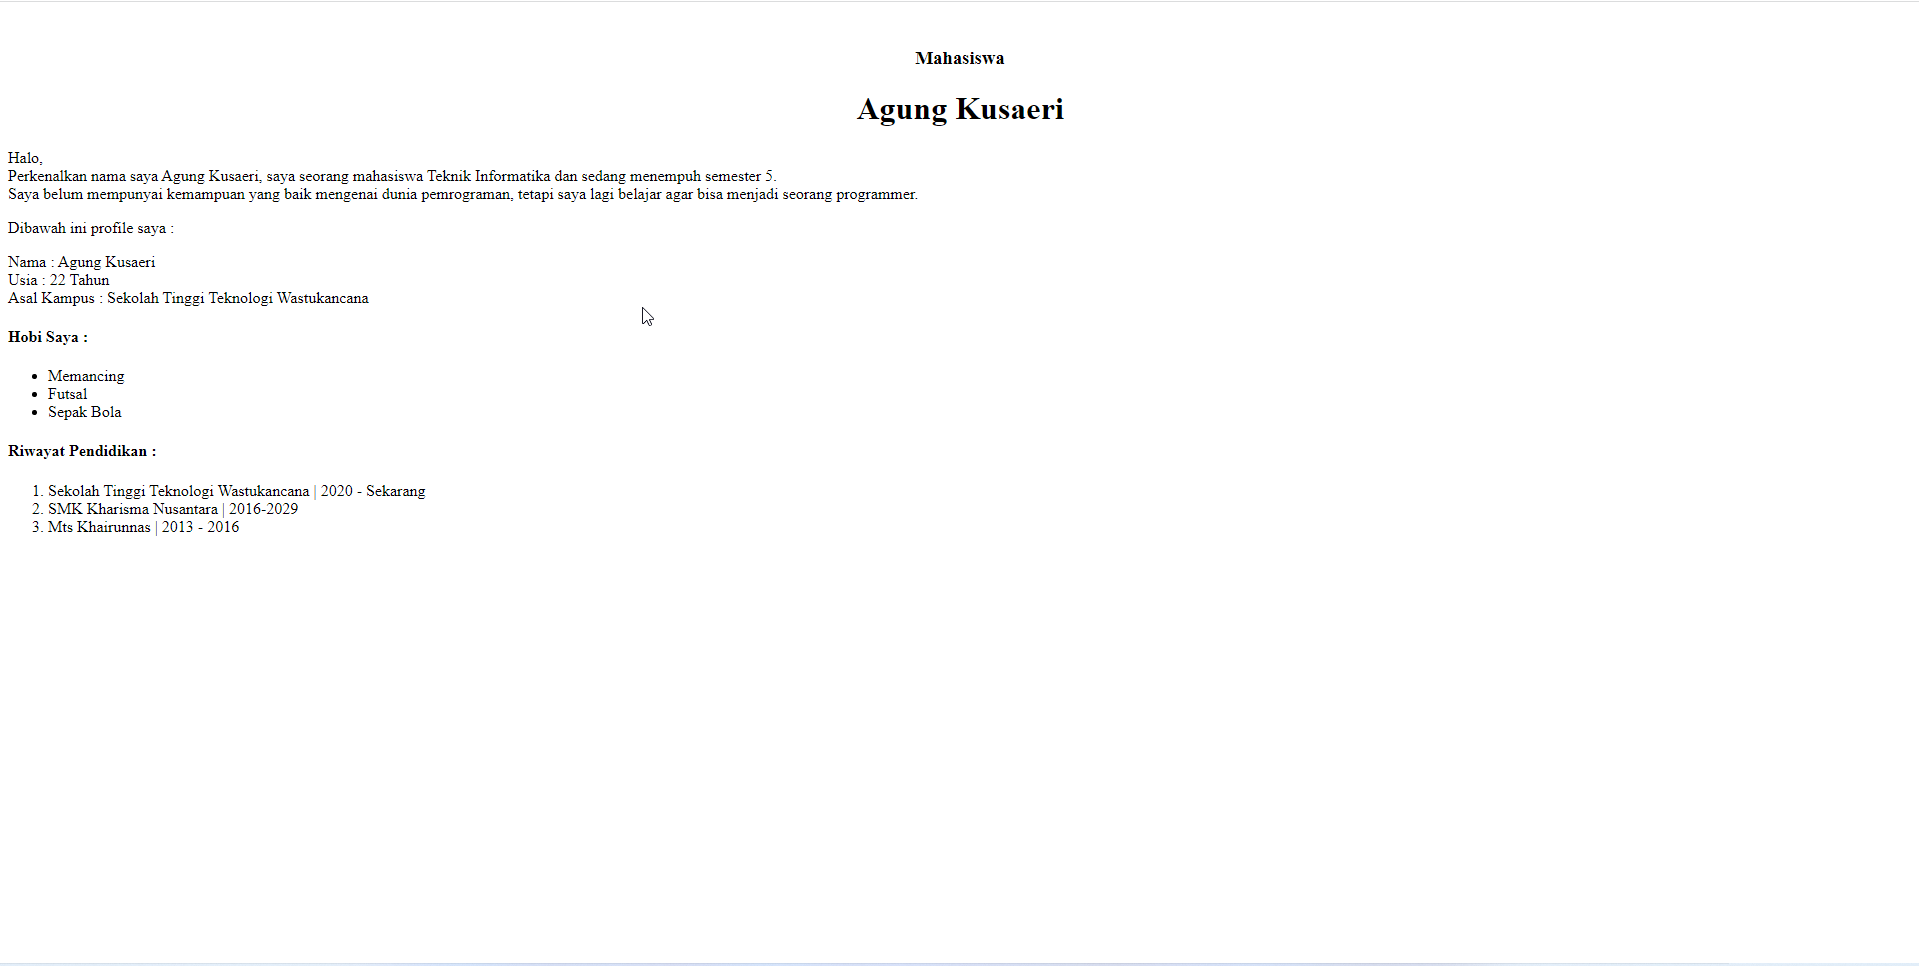 Mahasiswa
Agung Kusaeri
Halo,
Perkenalkan nama saya Agung Kusaeri, saya seorang mahasiswa Teknik Informatika dan sedang menempuh semester 5.
Saya belum mempunyai kemampuan yang baik mengenai dunia pemrograman, tetapi saya lagi belajar agar bisa menjadi seorang programmer.
Dibawah ini profile saya :
Nama : Agung Kusaeri
Usia : 22 Tahun
Asal Kampus : Sekolah Tinggi Teknologi Wastukancana
Hobi Saya :
• Memancing
• Futsal
• Sepak Bola
Riwayat Pendidikan :
1. Sekolah Tinggi Teknologi Wastukancana | 2020 - Sekarang
2. SMK Kharisma Nusantara | 2016-2029
3. Mts Khairunnas | 2013 - 2016